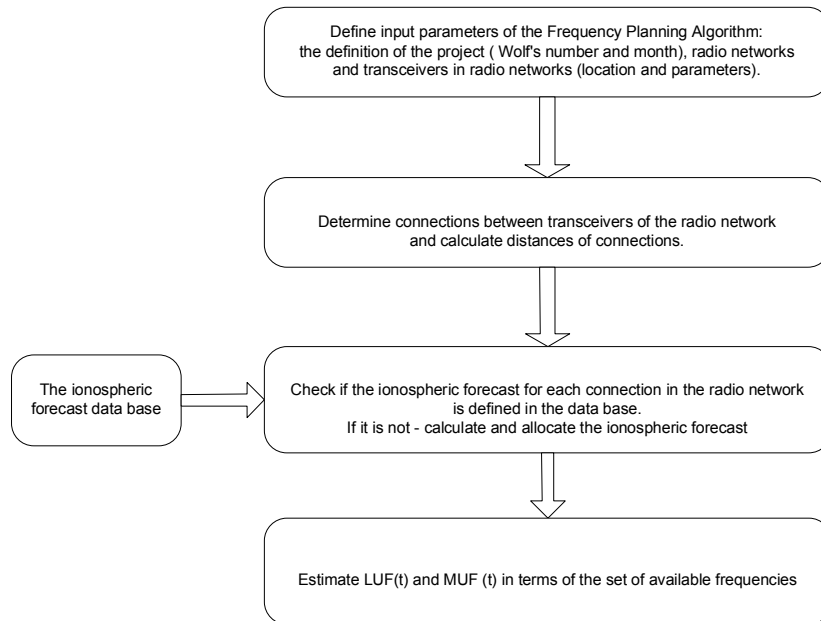 Define input parameters of the Frequency Planning Algorithm:
the definition of the project ( Wolf's number and month), radio networks
and transceivers in radio networks (location and parameters).
Determine connections between transceivers of the radio network
and calculate distances of connections.
The ionospheric
forecast data base
Check if the ionospheric forecast for each connection in the radio network
is defined in the data base.
If it is not - calculate and allocate the ionospheric forecast
Estimate LUF(t) and MUF (t) in terms of the set of available frequencies